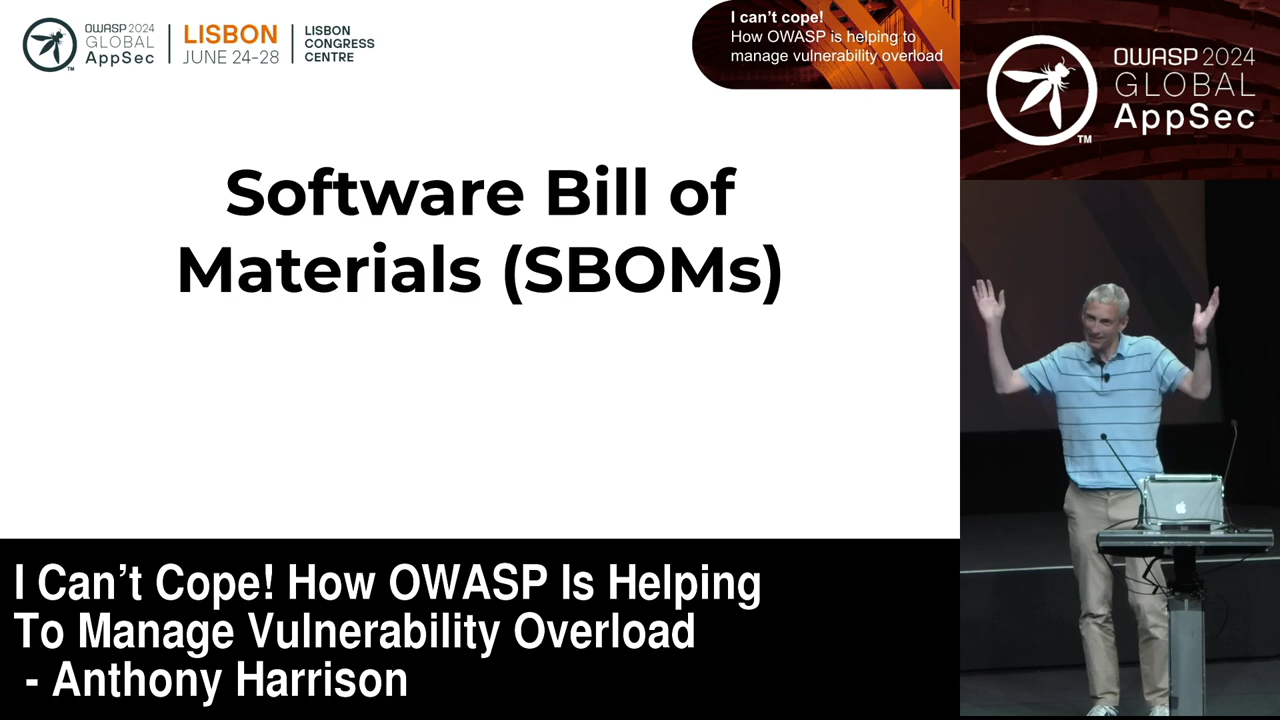 OWASP 2024
GLOBAL
AppSec
TM
LISBON
JUNE 24-28
LISBON
CONGRESS
CENTRE
I can't cope!
How OWASP is helping to
manage vulnerability overload
OWASP 2024
GLOBAL
AppSec
TM
Software Bill of
Materials (SBOMs)
I Can't Cope! How OWASP Is Helping
To Manage Vulnerability Overload
- Anthony Harrison